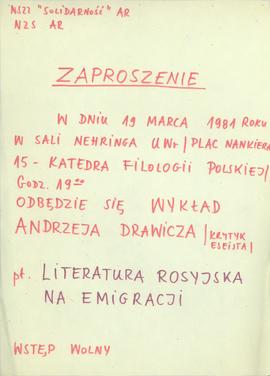 NSZZ "SOLIDARNOŚĆ" AR
NZS AR
ZAPROSZENIE
W DNIU 19 MARCA 1981 ROKU
W SALI NEHRINGA UWr /PLAC NANKIERA
15 - KATEDRA FILOLOGII POLSKIEJ/
GODZ. 19⁰⁰
ODBĘDZIE SIĘ WYKŁAD
ANDRZEJA DRAWICZA /KRYTYK
ESEISTA/
pt. LITERATURA ROSYJSKA
NA EMIGRACJI
WSTĘP WOLNY